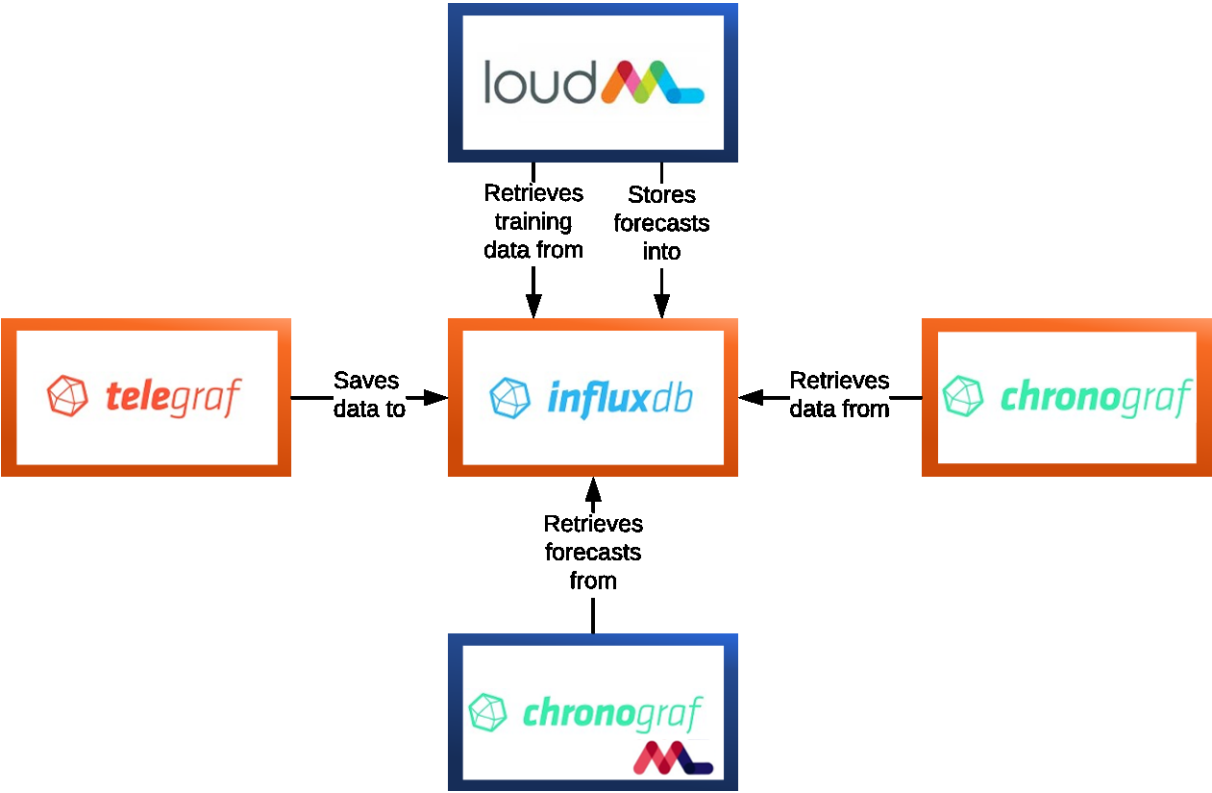 loudML
Retrieves
training
data from
Stores
forecasts
into
telegraf
Saves
data to
influxdb
Retrieves
data from
chronograf
Retrieves
forecasts
from
chronograf
ML